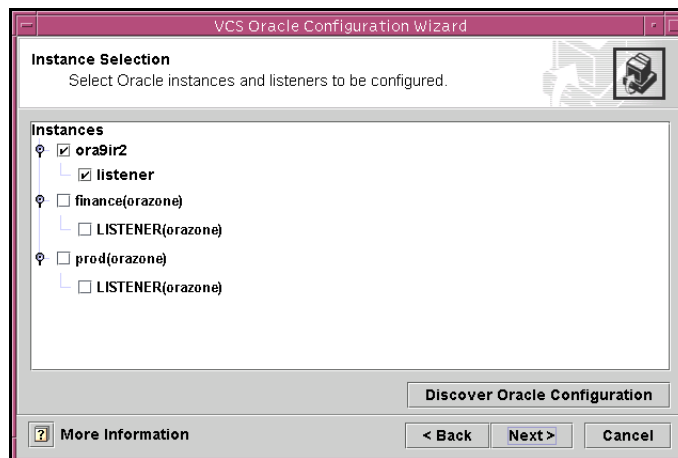 VCS Oracle Configuration Wizard
Instance Selection
Select Oracle instances and listeners to be configured.
Instances
ora9ir2
listener
finance(orazone)
LISTENER(orazone)
prod(orazone)
LISTENER(orazone)
Discover Oracle Configuration
? More Information
< Back
Next >
Cancel